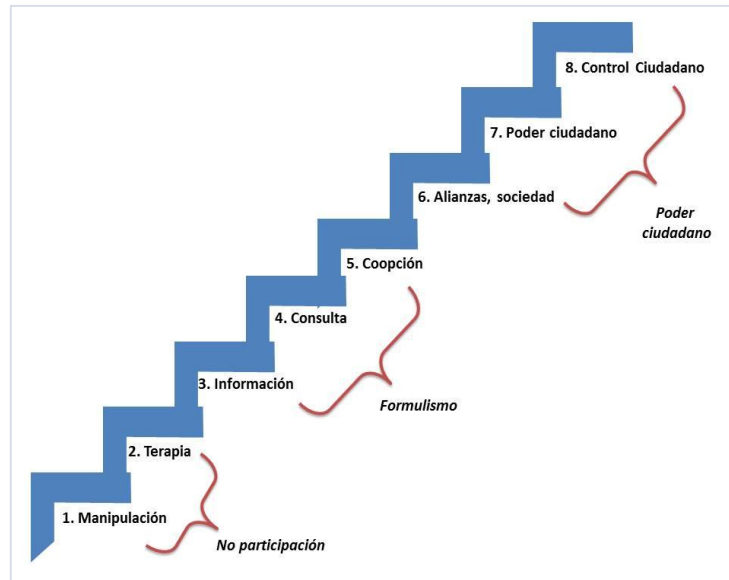 8. Control Ciudadano
7. Poder ciudadano
6. Alianzas, sociedad
Poder
ciudadano
5. Coopción
4. Consulta
3. Información
Formulismo
2. Terapia
1. Manipulación
No participación